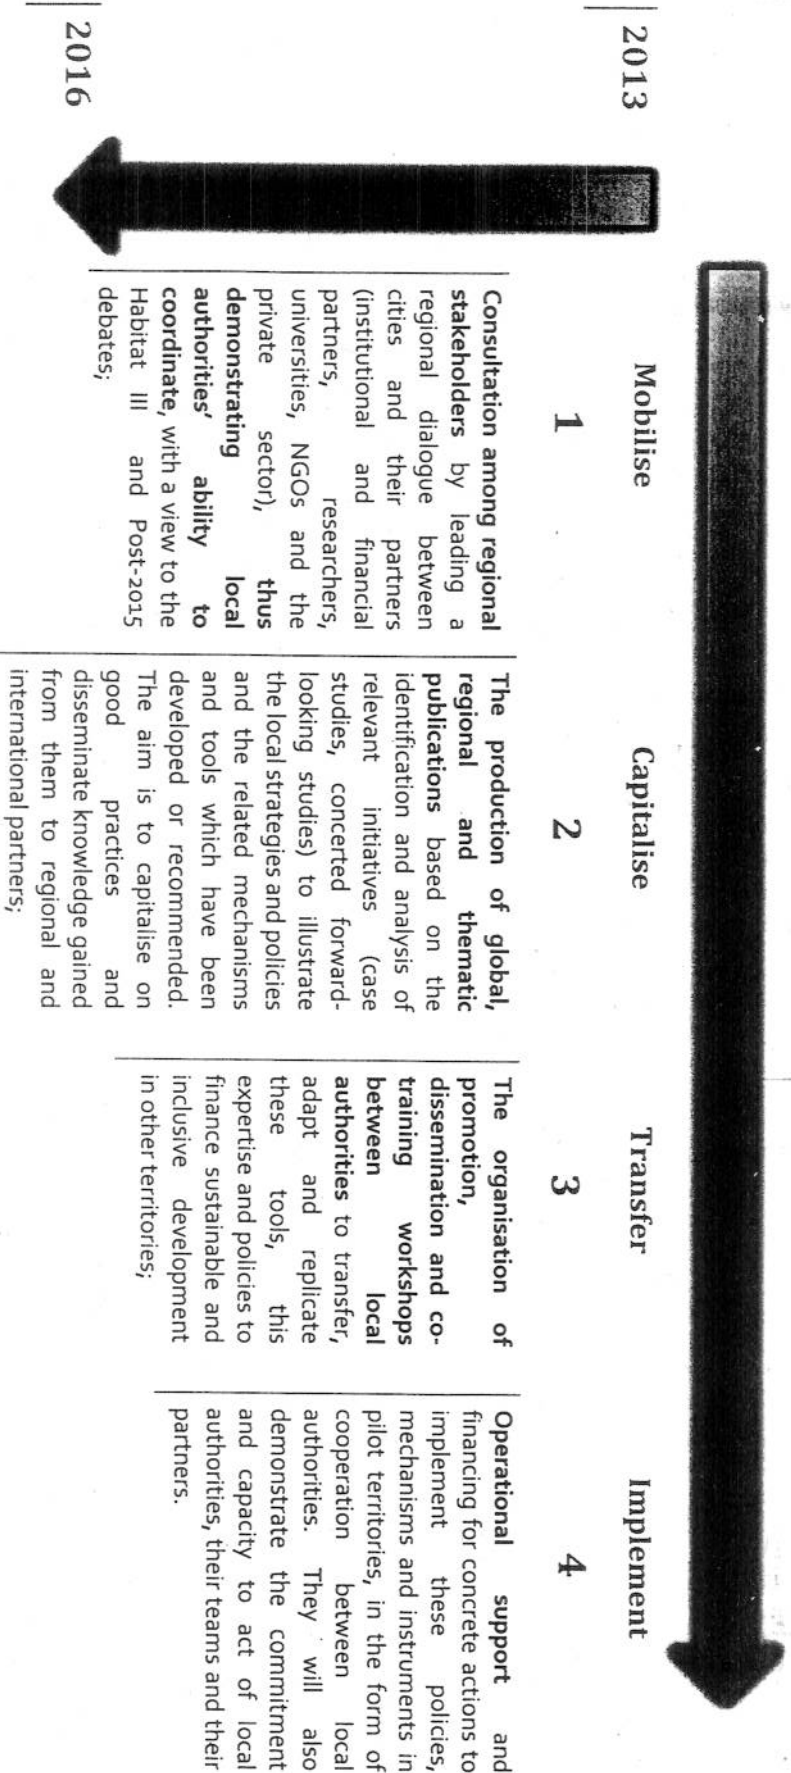 Mobilise
Capitalise
Transfer
Implement
2013
1
2
3
4
Consultation among regional
stakeholders by leading a
regional dialogue between
cities and their partners
(institutional and financial
partners, researchers,
universities, NGOs and the
private sector), thus
demonstrating local
authorities' ability to
coordinate, with a view to the
Habitat III and Post-2015
debates;
The production of global,
regional and thematic
publications based on the
identification and analysis of
relevant initiatives (case
studies, concerted forward-
looking studies) to illustrate
the local strategies and policies
and the related mechanisms
and tools which have been
developed or recommended.
The aim is to capitalise on
good practices and
disseminate knowledge gained
from them to regional and
international partners;
The organisation of
promotion,
dissemination and co-
training workshops
between local
authorities to transfer,
adapt and replicate
these tools, this
expertise and policies to
finance sustainable and
inclusive development
in other territories;
Operational support and
financing for concrete actions to
implement these policies,
mechanisms and instruments in
pilot territories, in the form of
cooperation between local
authorities. They will also
demonstrate the commitment
and capacity to act of local
authorities, their teams and their
partners.
2016